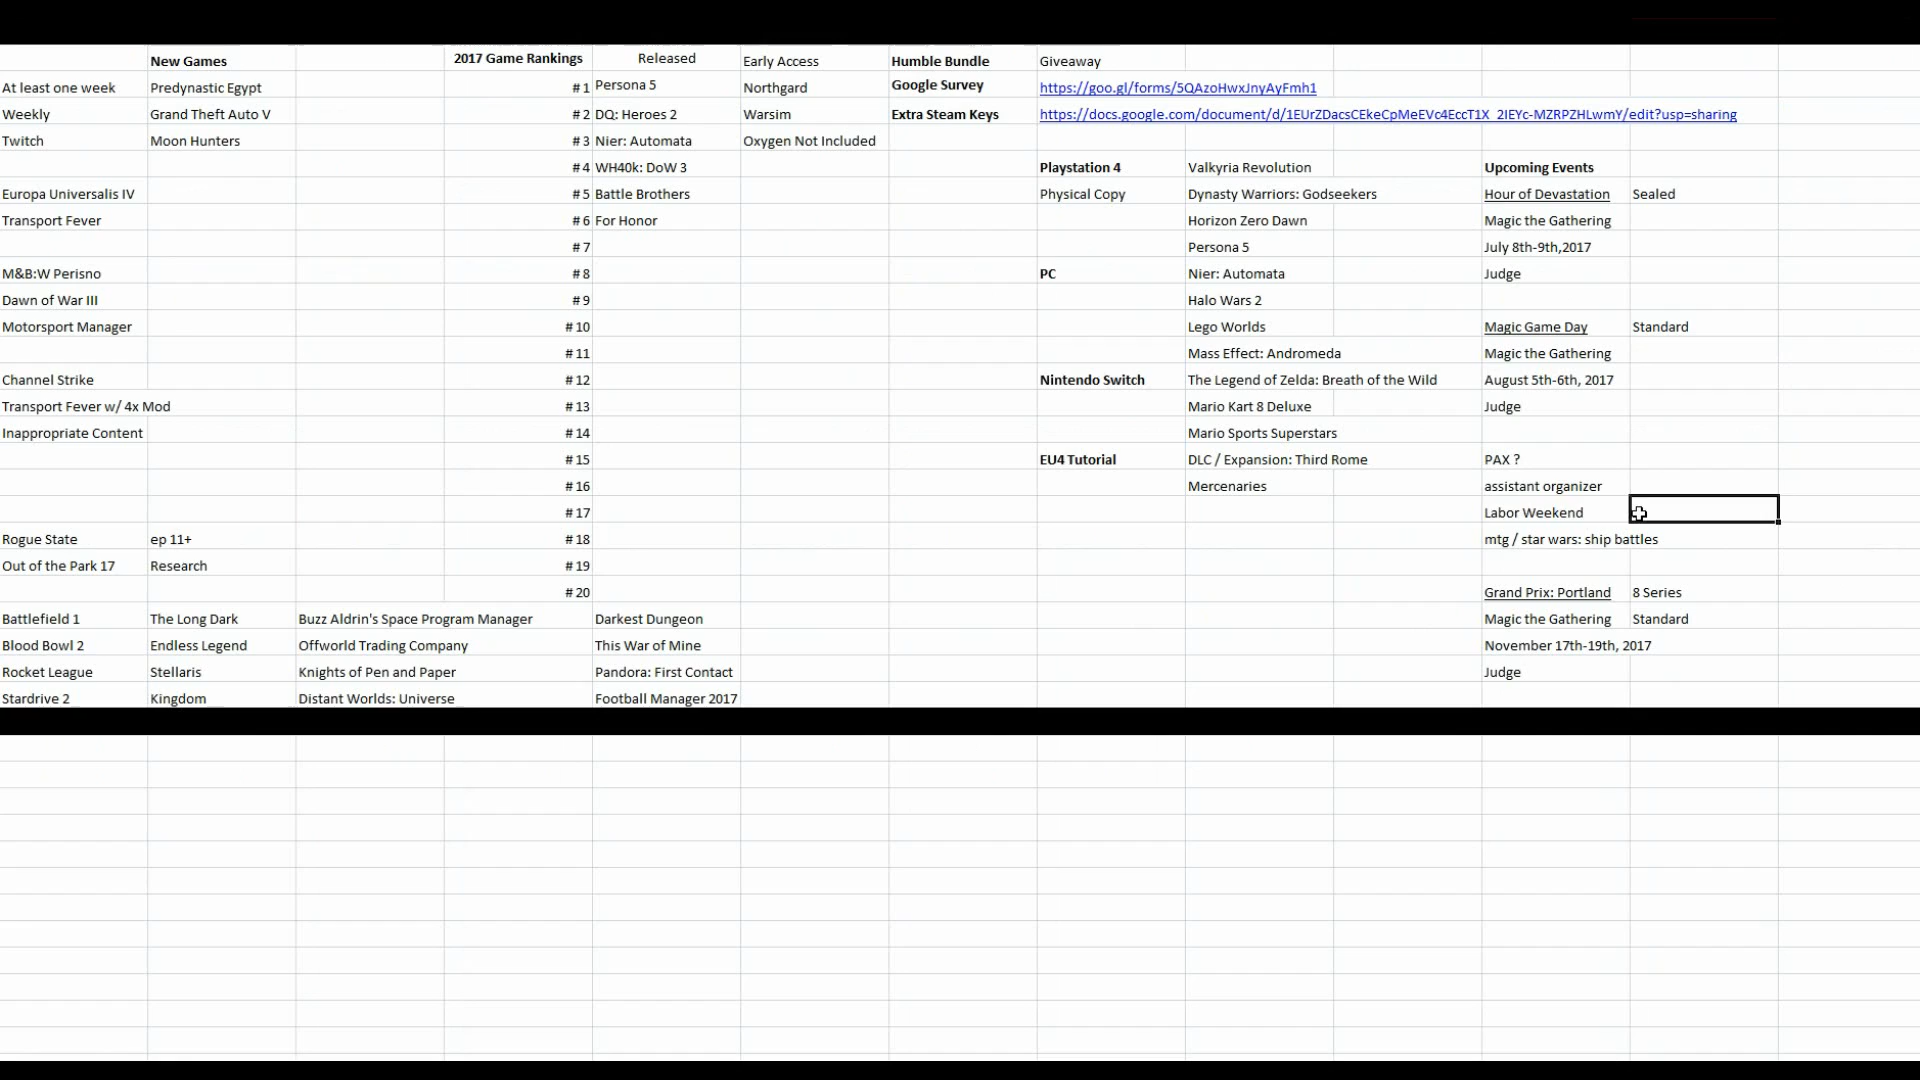 New Games 2017 Game Rankings Released Early Access Humble Bundle Giveaway
At least one week Predynastic Egypt #1 Persona 5 Northgard Google Survey https://goo.gl/forms/5QAzoHwxJnyAyFmh1
Weekly Grand Theft Auto V #2 DQ: Heroes 2 Warsim Extra Steam Keys https://docs.google.com/document/d/1EUrZDacsCEkeCpMeEVc4EccT1X_2IEYc-MZRPZHLwmY/edit?usp=sharing
Twitch Moon Hunters #3 Nier: Automata Oxygen Not Included
#4 WH40k: DoW 3 Playstation 4 Valkyria Revolution Upcoming Events
Europa Universalis IV #5 Battle Brothers Physical Copy Dynasty Warriors: Godseekers Hour of Devastation Sealed
Transport Fever #6 For Honor Horizon Zero Dawn Magic the Gathering
#7 Persona 5 July 8th-9th,2017
M&B:W Perisno #8 PC Nier: Automata Judge
Dawn of War III #9 Halo Wars 2
Motorsport Manager #10 Lego Worlds Magic Game Day Standard
#11 Mass Effect: Andromeda Magic the Gathering
Channel Strike #12 Nintendo Switch The Legend of Zelda: Breath of the Wild August 5th-6th, 2017
Transport Fever w/ 4x Mod #13 Mario Kart 8 Deluxe Judge
Inappropriate Content #14 Mario Sports Superstars
#15 EU4 Tutorial DLC / Expansion: Third Rome PAX ?
#16 Mercenaries assistant organizer
#17 Labor Weekend
Rogue State ep 11+ #18 mtg / star wars: ship battles
Out of the Park 17 Research #19
#20 Grand Prix: Portland 8 Series
Battlefield 1 The Long Dark Buzz Aldrin's Space Program Manager Darkest Dungeon Magic the Gathering Standard
Blood Bowl 2 Endless Legend Offworld Trading Company This War of Mine November 17th-19th, 2017
Rocket League Stellaris Knights of Pen and Paper Pandora: First Contact Judge
Stardrive 2 Kingdom Distant Worlds: Universe Football Manager 2017